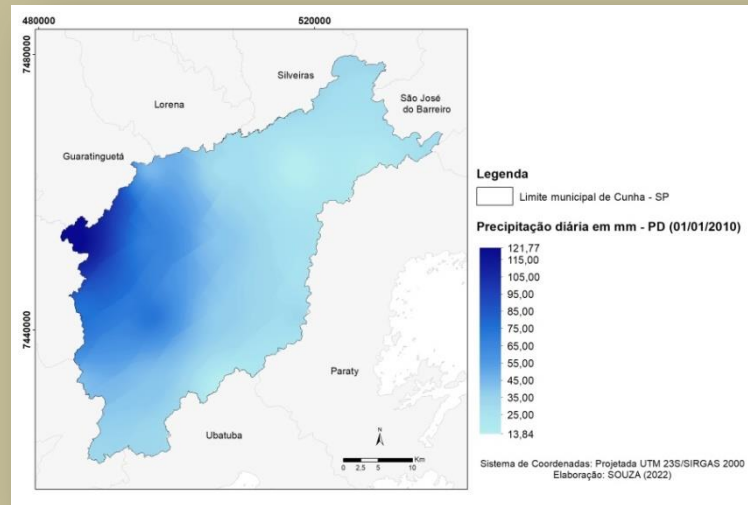 480000
520000
7480000
Silveiras
São José
do Barreiro
Lorena
Guaratinguetá
7440000
Paraty
Ubatuba
N
Km
0 2,5 5 10
Legenda
Limite municipal de Cunha - SP
Precipitação diária em mm - PD (01/01/2010)
121,77
115,00
105,00
95,00
85,00
75,00
65,00
55,00
45,00
35,00
25,00
13,84
Sistema de Coordenadas: Projetada UTM 23S/SIRGAS 2000
Elaboração: SOUZA (2022)